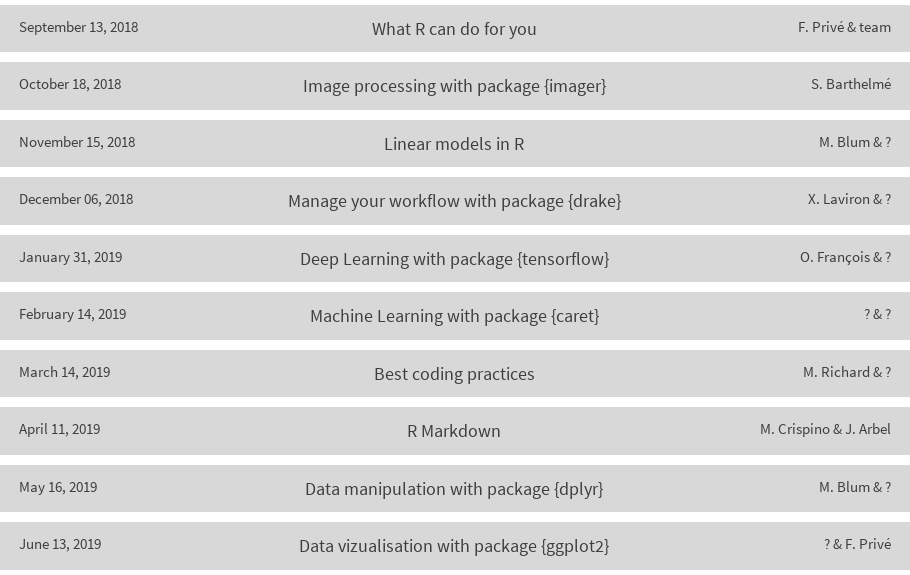 September 13, 2018 What R can do for you F. Privé & team
October 18, 2018 Image processing with package {imager} S. Barthelmé
November 15, 2018 Linear models in R M. Blum & ?
December 06, 2018 Manage your workflow with package {drake} X. Laviron & ?
January 31, 2019 Deep Learning with package {tensorflow} O. François & ?
February 14, 2019 Machine Learning with package {caret} ? & ?
March 14, 2019 Best coding practices M. Richard & ?
April 11, 2019 R Markdown M. Crispino & J. Arbel
May 16, 2019 Data manipulation with package {dplyr} M. Blum & ?
June 13, 2019 Data vizualisation with package {ggplot2} ? & F. Privé